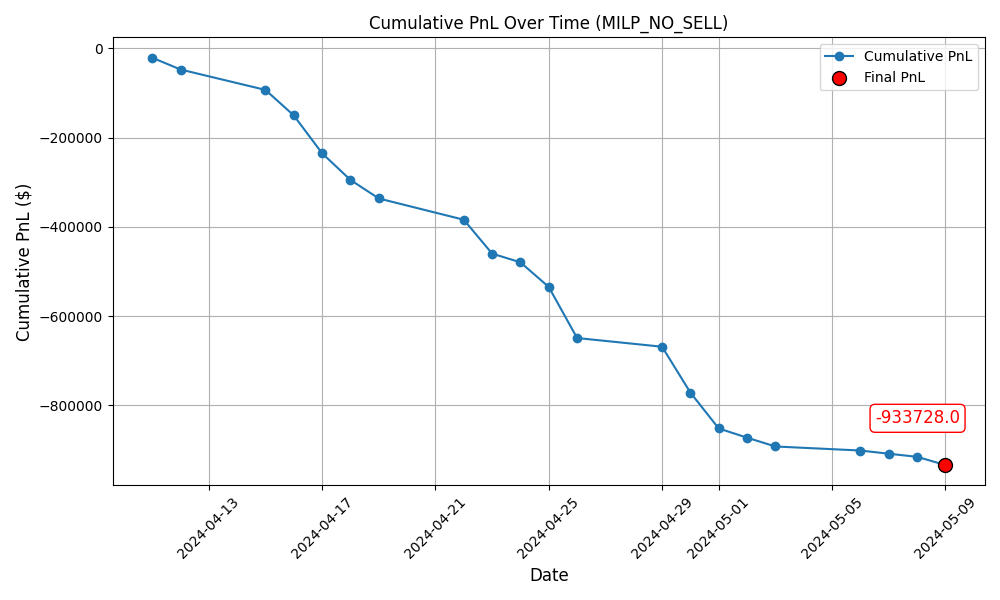 Cumulative PnL Over Time (MILP_NO_SELL)
Cumulative PnL
Final PnL
Cumulative PnL ($)
0
−200000
−400000
−600000
−800000
-933728.0
2024-04-13
2024-04-17
2024-04-21
2024-04-25
2024-04-29
2024-05-01
2024-05-05
2024-05-09
Date